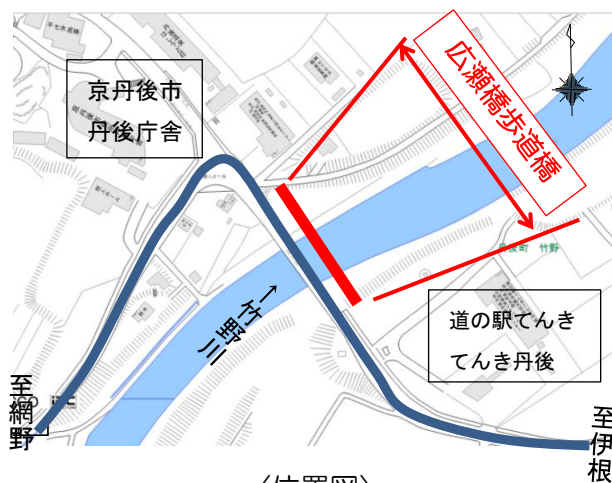 京丹後市
丹後庁舎
広瀬橋歩道橋
丹後町 竹野
←竹野川
道の駅てんき
てんき丹後
至網野
至伊根
(位置図)